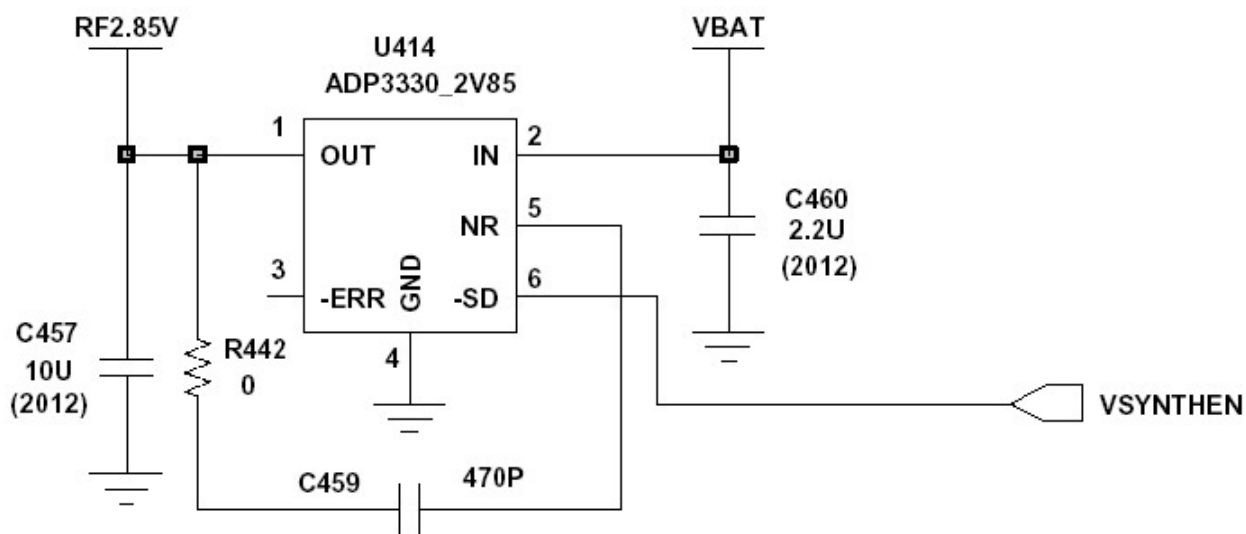 RF2.85V
VBAT
U414
ADP3330_2V85
1
2
OUT
IN
5
NR
3
6
-ERR
GND
-SD
4
C460
2.2U
(2012)
C457
10U
(2012)
R442
0
VSYNTHEN
C459
470P